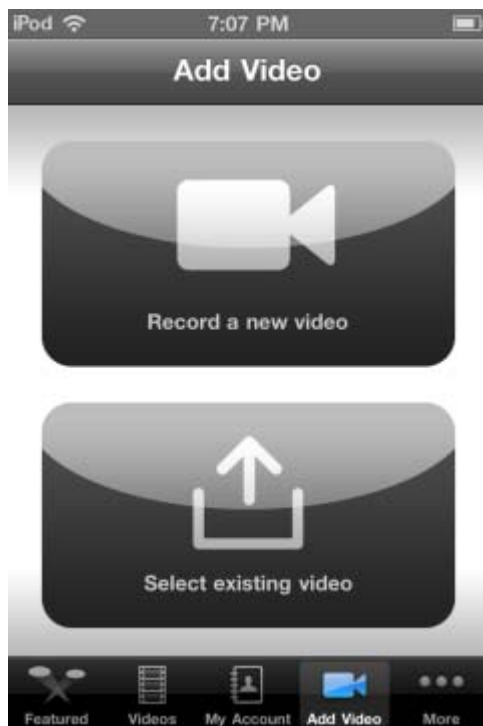 iPod 7:07 PM
Add Video
Record a new video
Select existing video
Featured Videos My Account Add Video More